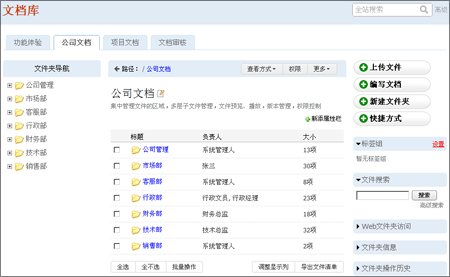 文档库
全站搜索
高级
功能体验 公司文档 项目文档 文档审核
文件夹导航
公司管理
市场部
客服部
行政部
财务部
技术部
销售部
路径： / 公司文档
查看方式 权限 更多
公司文档
集中管理文件的区域，多层子文件管理，文件预览、播放，版本管理，权限控制
新添属性栏
标题 负责人 大小
公司管理 系统管理人 13项
市场部 张三 30项
客服部 系统管理人 8项
行政部 行政文员, 行政经理 23项
财务部 财务总监 18项
技术部 技术总监 32项
销售部 系统管理人 2项
全选 全不选 批量操作 调整显示列 导出文件清单
上传文件
编写文档
新建文件夹
快捷方式
标签组 设置
暂无标签组
文件搜索
搜索
高级搜索
Web文件夹访问
文件夹信息
文件夹操作历史